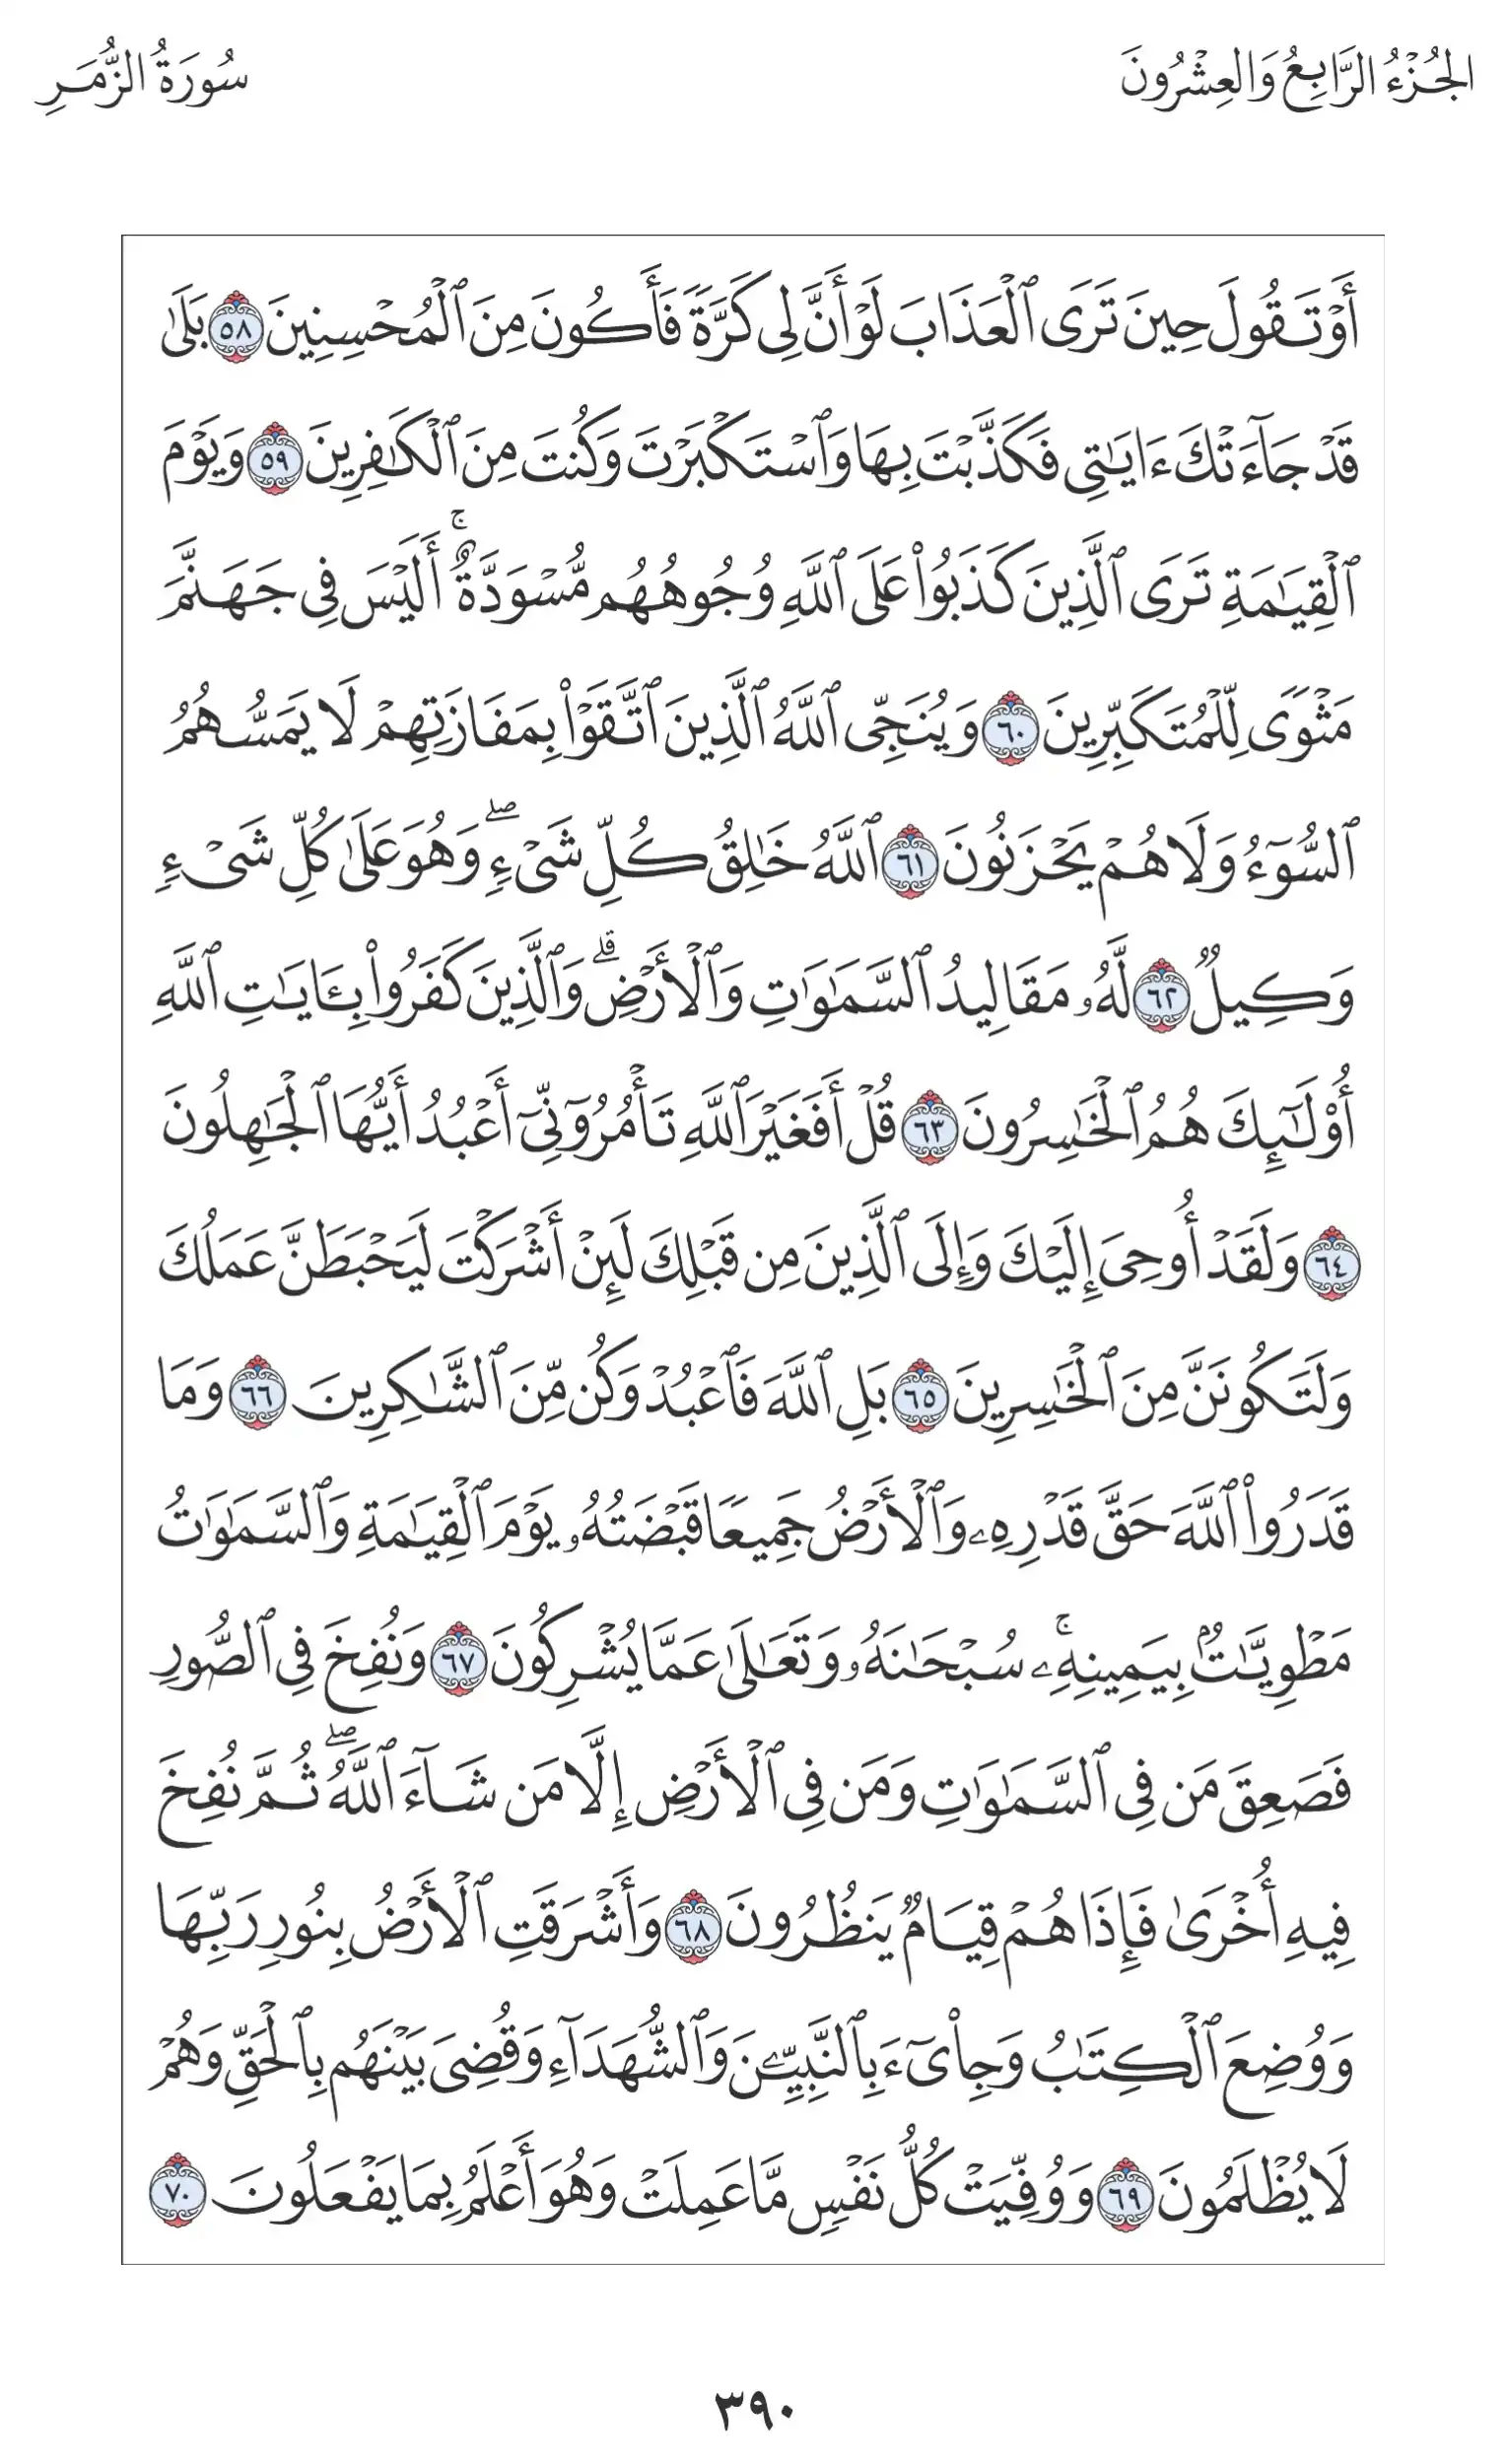 الجُزْءُ الرَّابِعُ وَالعِشْرُونَ
سُورَةُ الزُّمَرِ
أَوْ تَقُولَ حِينَ تَرَى ٱلْعَذَابَ لَوْ أَنَّ لِى كَرَّةً فَأَكُونَ مِنَ ٱلْمُحْسِنِينَ ٥٨ بَلَىٰ
قَدْ جَآءَتْكَ ءَايَٰتِى فَكَذَّبْتَ بِهَا وَٱسْتَكْبَرْتَ وَكُنتَ مِنَ ٱلْكَٰفِرِينَ ٥٩ وَيَوْمَ
ٱلْقِيَٰمَةِ تَرَى ٱلَّذِينَ كَذَبُوا۟ عَلَى ٱللَّهِ وُجُوهُهُم مُّسْوَدَّةٌ ۚ أَلَيْسَ فِى جَهَنَّمَ
مَثْوًى لِّلْمُتَكَبِّرِينَ ٦٠ وَيُنَجِّى ٱللَّهُ ٱلَّذِينَ ٱتَّقَوْا۟ بِمَفَازَتِهِمْ لَا يَمَسُّهُمُ
ٱلسُّوٓءُ وَلَا هُمْ يَحْزَنُونَ ٦١ ٱللَّهُ خَٰلِقُ كُلِّ شَىْءٍ ۖ وَهُوَ عَلَىٰ كُلِّ شَىْءٍ
وَكِيلٌ ٦٢ لَّهُۥ مَقَالِيدُ ٱلسَّمَٰوَٰتِ وَٱلْأَرْضِ ۗ وَٱلَّذِينَ كَفَرُوا۟ بِـَٔايَٰتِ ٱللَّهِ
أُو۟لَٰٓئِكَ هُمُ ٱلْخَٰسِرُونَ ٦٣ قُلْ أَفَغَيْرَ ٱللَّهِ تَأْمُرُوٓنِّىٓ أَعْبُدُ أَيُّهَا ٱلْجَٰهِلُونَ
٦٤ وَلَقَدْ أُوحِىَ إِلَيْكَ وَإِلَى ٱلَّذِينَ مِن قَبْلِكَ لَئِنْ أَشْرَكْتَ لَيَحْبَطَنَّ عَمَلُكَ
وَلَتَكُونَنَّ مِنَ ٱلْخَٰسِرِينَ ٦٥ بَلِ ٱللَّهَ فَٱعْبُدْ وَكُن مِّنَ ٱلشَّٰكِرِينَ ٦٦ وَمَا
قَدَرُوا۟ ٱللَّهَ حَقَّ قَدْرِهِۦ وَٱلْأَرْضُ جَمِيعًا قَبْضَتُهُۥ يَوْمَ ٱلْقِيَٰمَةِ وَٱلسَّمَٰوَٰتُ
مَطْوِيَّٰتٌۢ بِيَمِينِهِۦ ۚ سُبْحَٰنَهُۥ وَتَعَٰلَىٰ عَمَّا يُشْرِكُونَ ٦٧ وَنُفِخَ فِى ٱلصُّورِ
فَصَعِقَ مَن فِى ٱلسَّمَٰوَٰتِ وَمَن فِى ٱلْأَرْضِ إِلَّا مَن شَآءَ ٱللَّهُ ۖ ثُمَّ نُفِخَ
فِيهِ أُخْرَىٰ فَإِذَا هُمْ قِيَامٌ يَنظُرُونَ ٦٨ وَأَشْرَقَتِ ٱلْأَرْضُ بِنُورِ رَبِّهَا
وَوُضِعَ ٱلْكِتَٰبُ وَجِا۟ىٓءَ بِٱلنَّبِيِّـۧنَ وَٱلشُّهَدَآءِ وَقُضِىَ بَيْنَهُم بِٱلْحَقِّ وَهُمْ
لَا يُظْلَمُونَ ٦٩ وَوُفِّيَتْ كُلُّ نَفْسٍ مَّا عَمِلَتْ وَهُوَ أَعْلَمُ بِمَا يَفْعَلُونَ ٧٠
٣٩٠